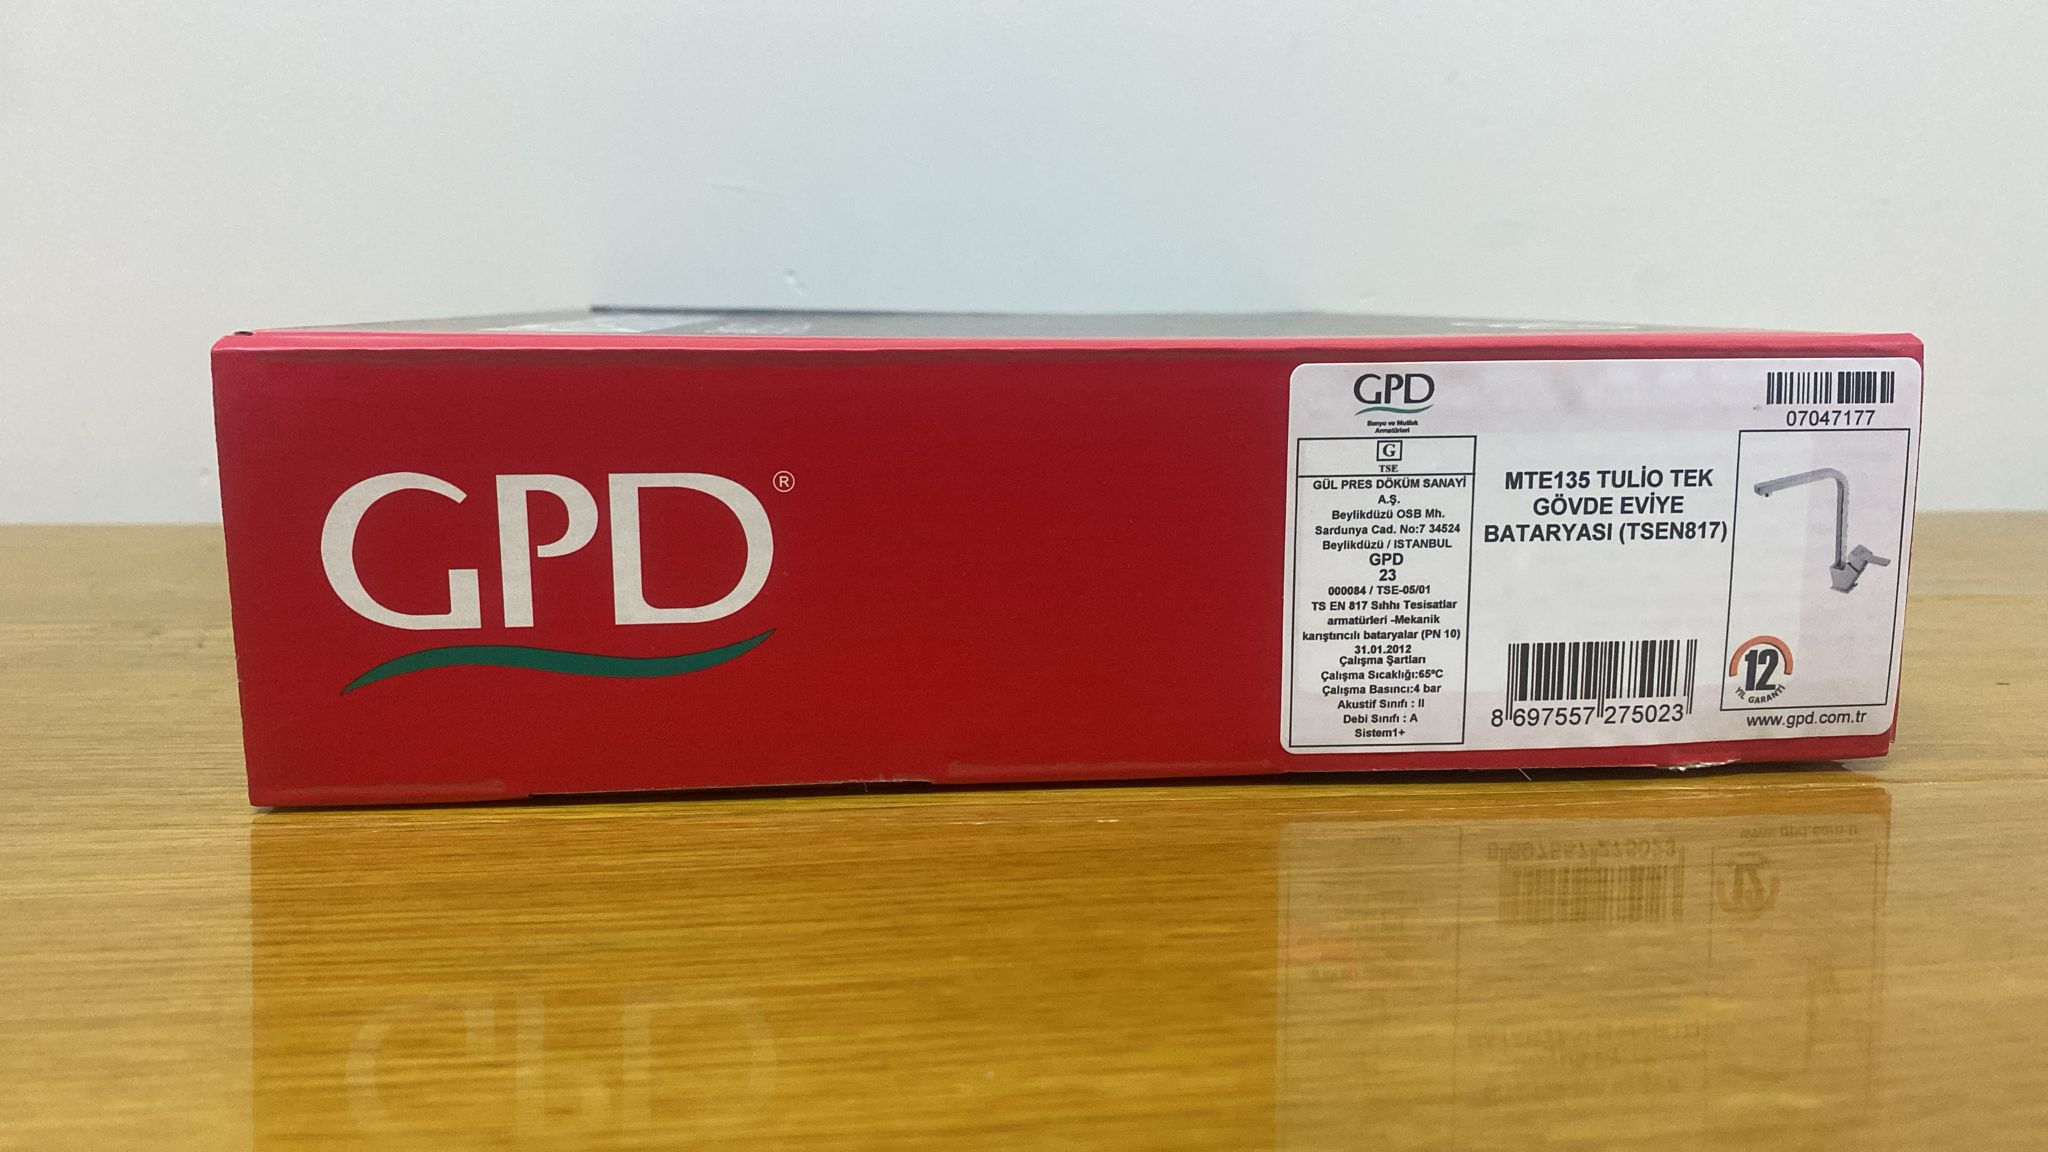 GPD®
GPD
Banyo ve Mutfak
Armatürleri
G
TSE
GÜL PRES DÖKÜM SANAYİ
A.Ş.
Beylikdüzü OSB Mh.
Sardunya Cad. No:7 34524
Beylikdüzü / ISTANBUL
GPD
23
000084 / TSE-05/01
TS EN 817 Sıhhı Tesisatlar
armatürleri -Mekanik
karıştırıcılı bataryalar (PN 10)
31.01.2012
Çalışma Şartları
Çalışma Sıcaklığı:65ºC
Çalışma Basıncı:4 bar
Akustif Sınıfı : II
Debi Sınıfı : A
Sistem1+
MTE135 TULİO TEK
GÖVDE EVİYE
BATARYASI (TSEN817)
8 697557 275023
07047177
12
YIL GARANTİ
www.gpd.com.tr